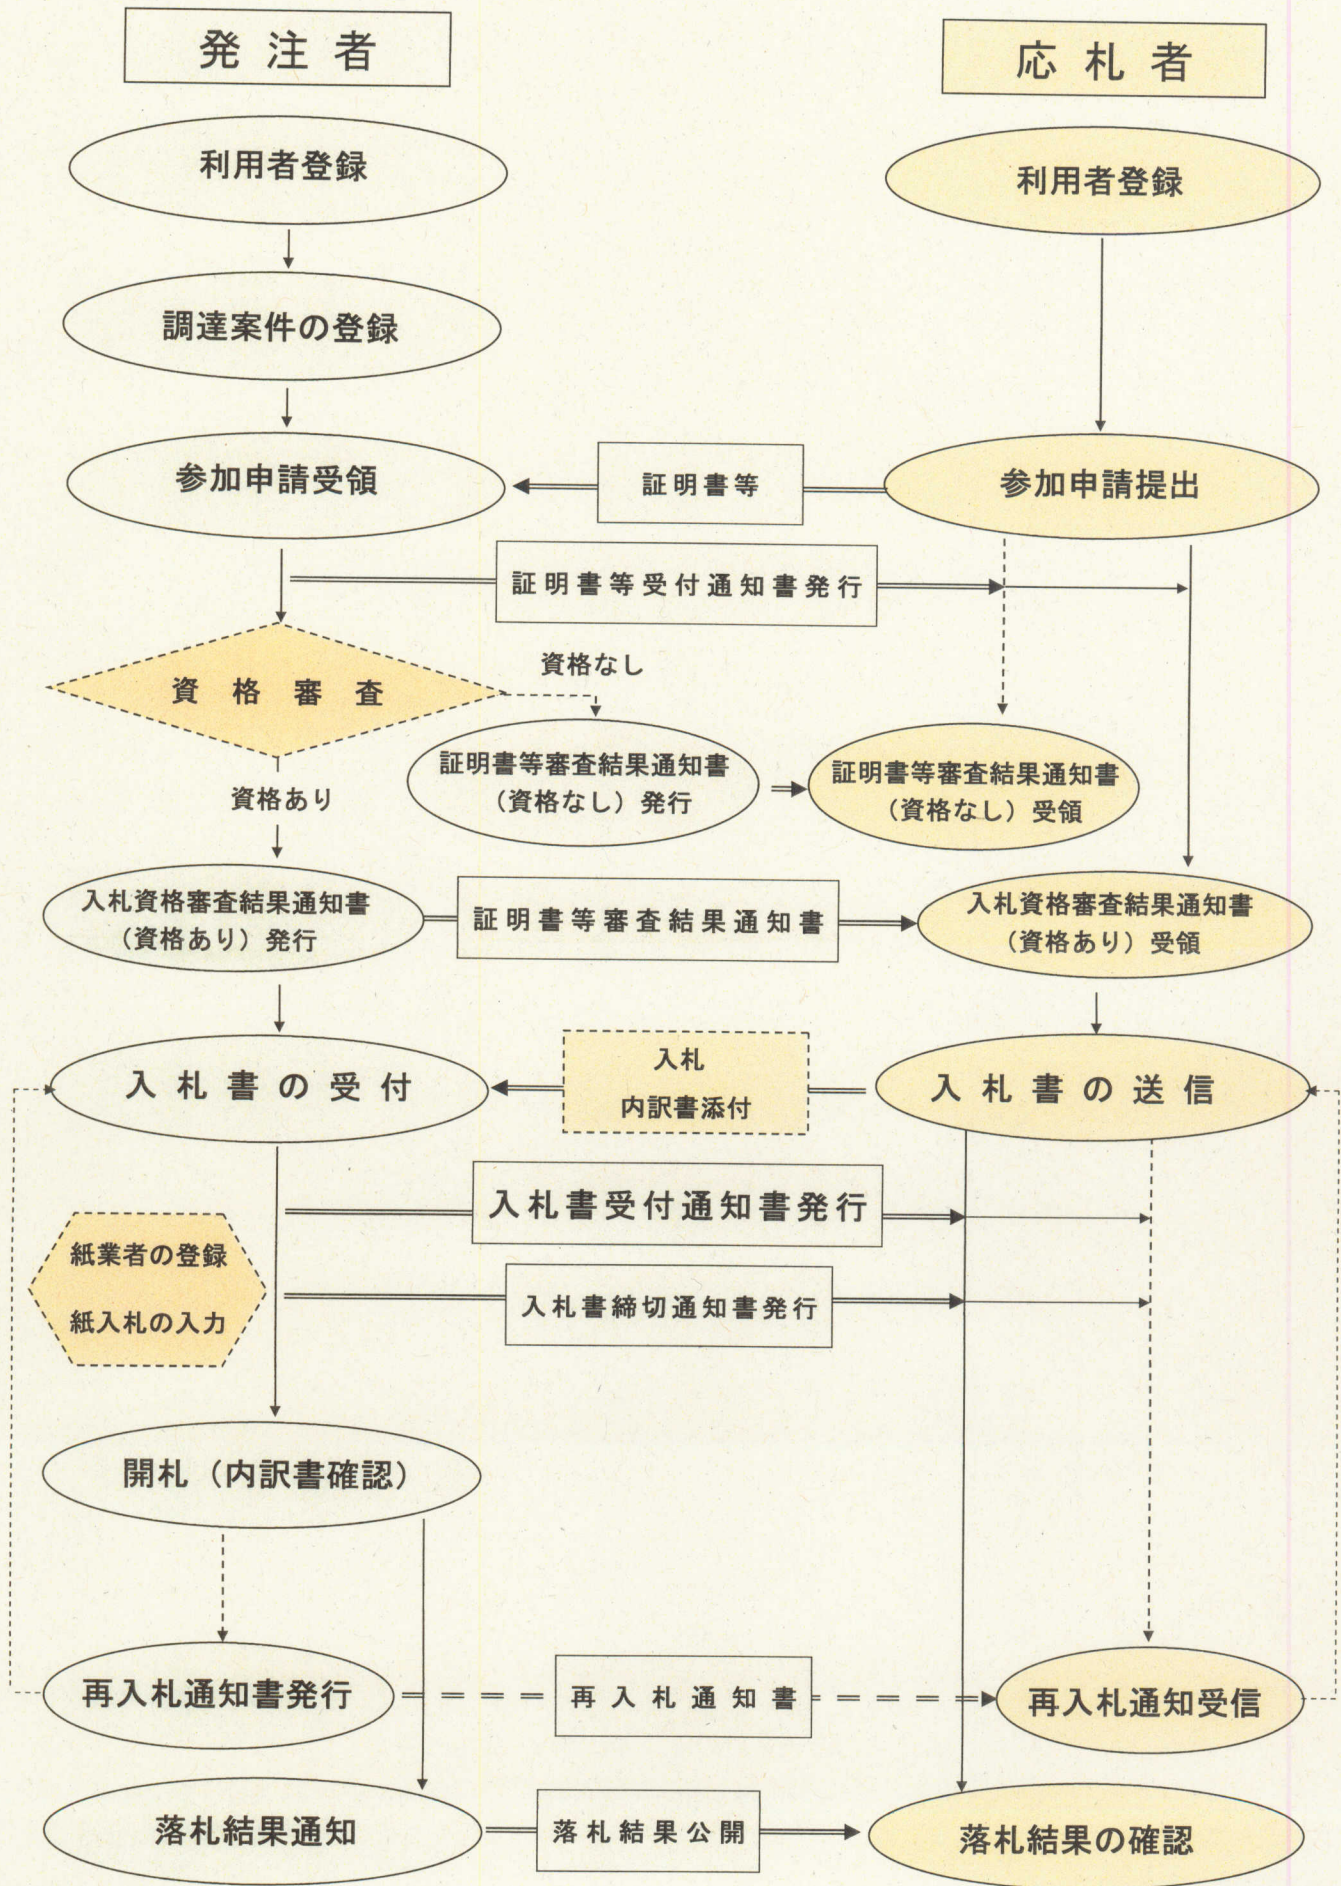 発注者
応札者
利用者登録
利用者登録
調達案件の登録
参加申請受領
証明書等
参加申請提出
証明書等受付通知書発行
資格審査
資格なし
証明書等審査結果通知書
（資格なし）発行
証明書等審査結果通知書
（資格なし）受領
資格あり
入札資格審査結果通知書
（資格あり）発行
証明書等審査結果通知書
入札資格審査結果通知書
（資格あり）受領
入札書の受付
入札
内訳書添付
入札書の送信
入札書受付通知書発行
紙業者の登録
紙入札の入力
入札書締切通知書発行
開札（内訳書確認）
再入札通知書発行
再入札通知書
再入札通知受信
落札結果通知
落札結果公開
落札結果の確認